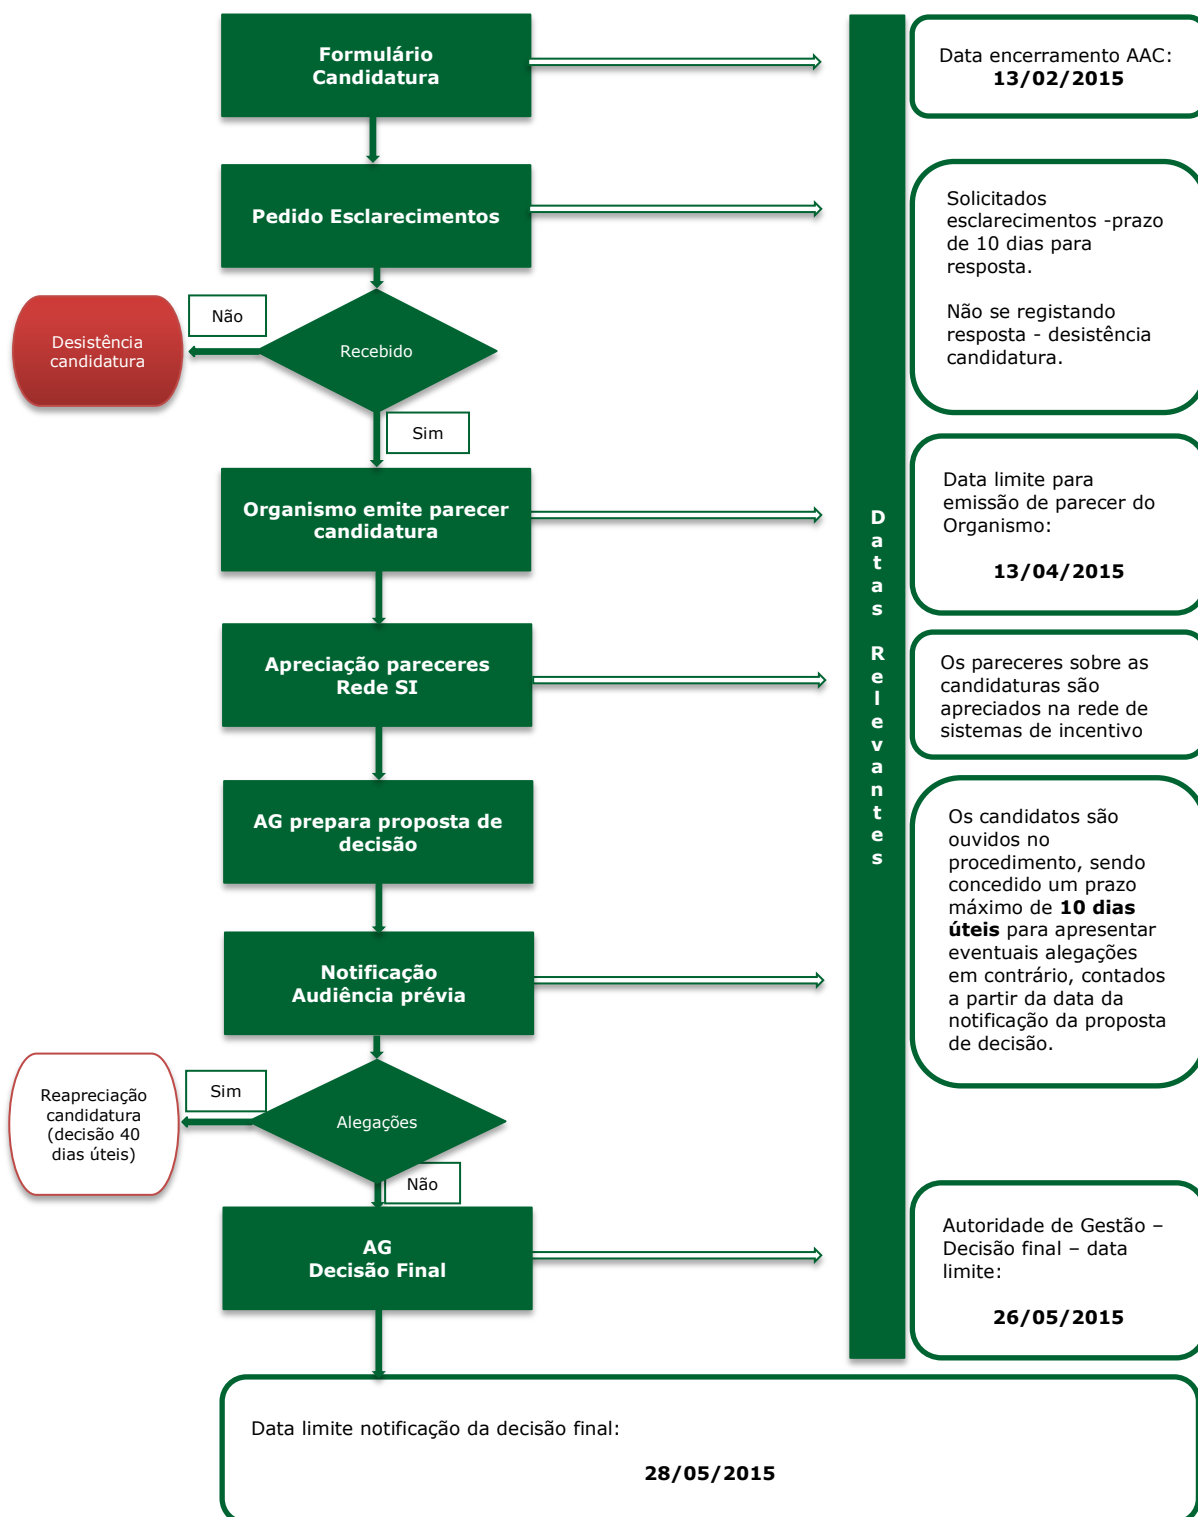 Formulário
Candidatura
Data encerramento AAC:
13/02/2015
Pedido Esclarecimentos
Solicitados
esclarecimentos -prazo
de 10 dias para
resposta.
Não se registando
resposta - desistência
candidatura.
Não
Desistência
candidatura
Recebido
Sim
Organismo emite parecer
candidatura
Data limite para
emissão de parecer do
Organismo:
13/04/2015
Datas Relevantes
Apreciação pareceres
Rede SI
Os pareceres sobre as
candidaturas são
apreciados na rede de
sistemas de incentivo
AG prepara proposta de
decisão
Os candidatos são
ouvidos no
procedimento, sendo
concedido um prazo
máximo de 10 dias
úteis para apresentar
eventuais alegações
em contrário, contados
a partir da data da
notificação da proposta
de decisão.
Notificação
Audiência prévia
Sim
Reapreciação
candidatura
(decisão 40
dias úteis)
Alegações
Não
AG
Decisão Final
Autoridade de Gestão –
Decisão final – data
limite:
26/05/2015
Data limite notificação da decisão final:
28/05/2015